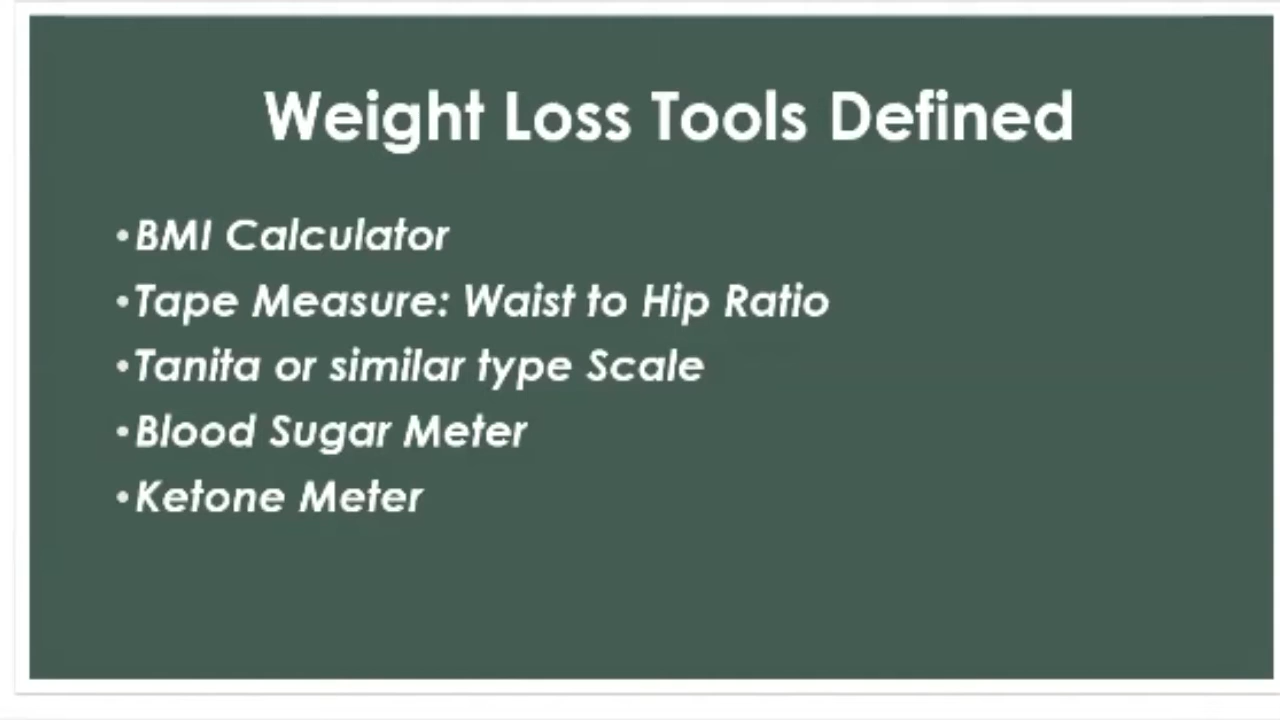 Weight Loss Tools Defined
•BMI Calculator
•Tape Measure: Waist to Hip Ratio
•Tanita or similar type Scale
•Blood Sugar Meter
•Ketone Meter